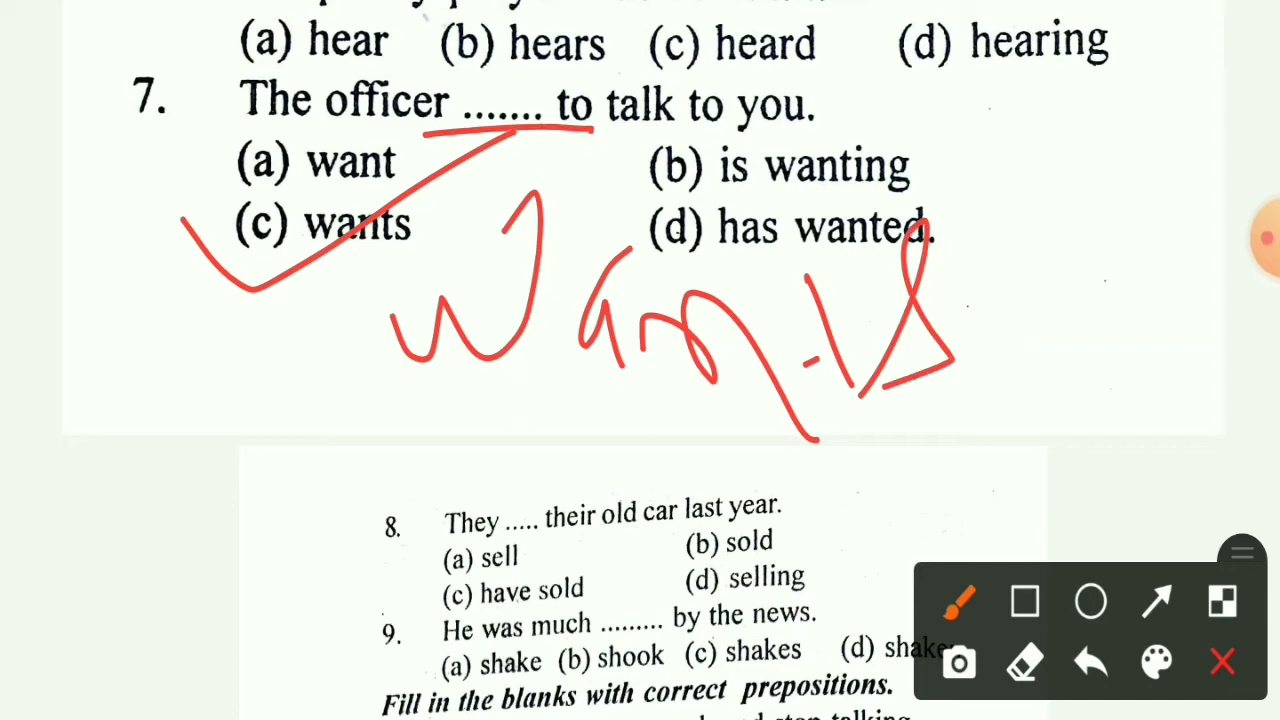 (a) hear (b) hears (c) heard (d) hearing
7. The officer ....... to talk to you.
(a) want (b) is wanting
(c) wants (d) has wanted.
wants
8. They ..... their old car last year.
(a) sell (b) sold
(c) have sold (d) selling
9. He was much ......... by the news.
(a) shake (b) shook (c) shakes (d)
Fill in the blanks with correct prepositions.